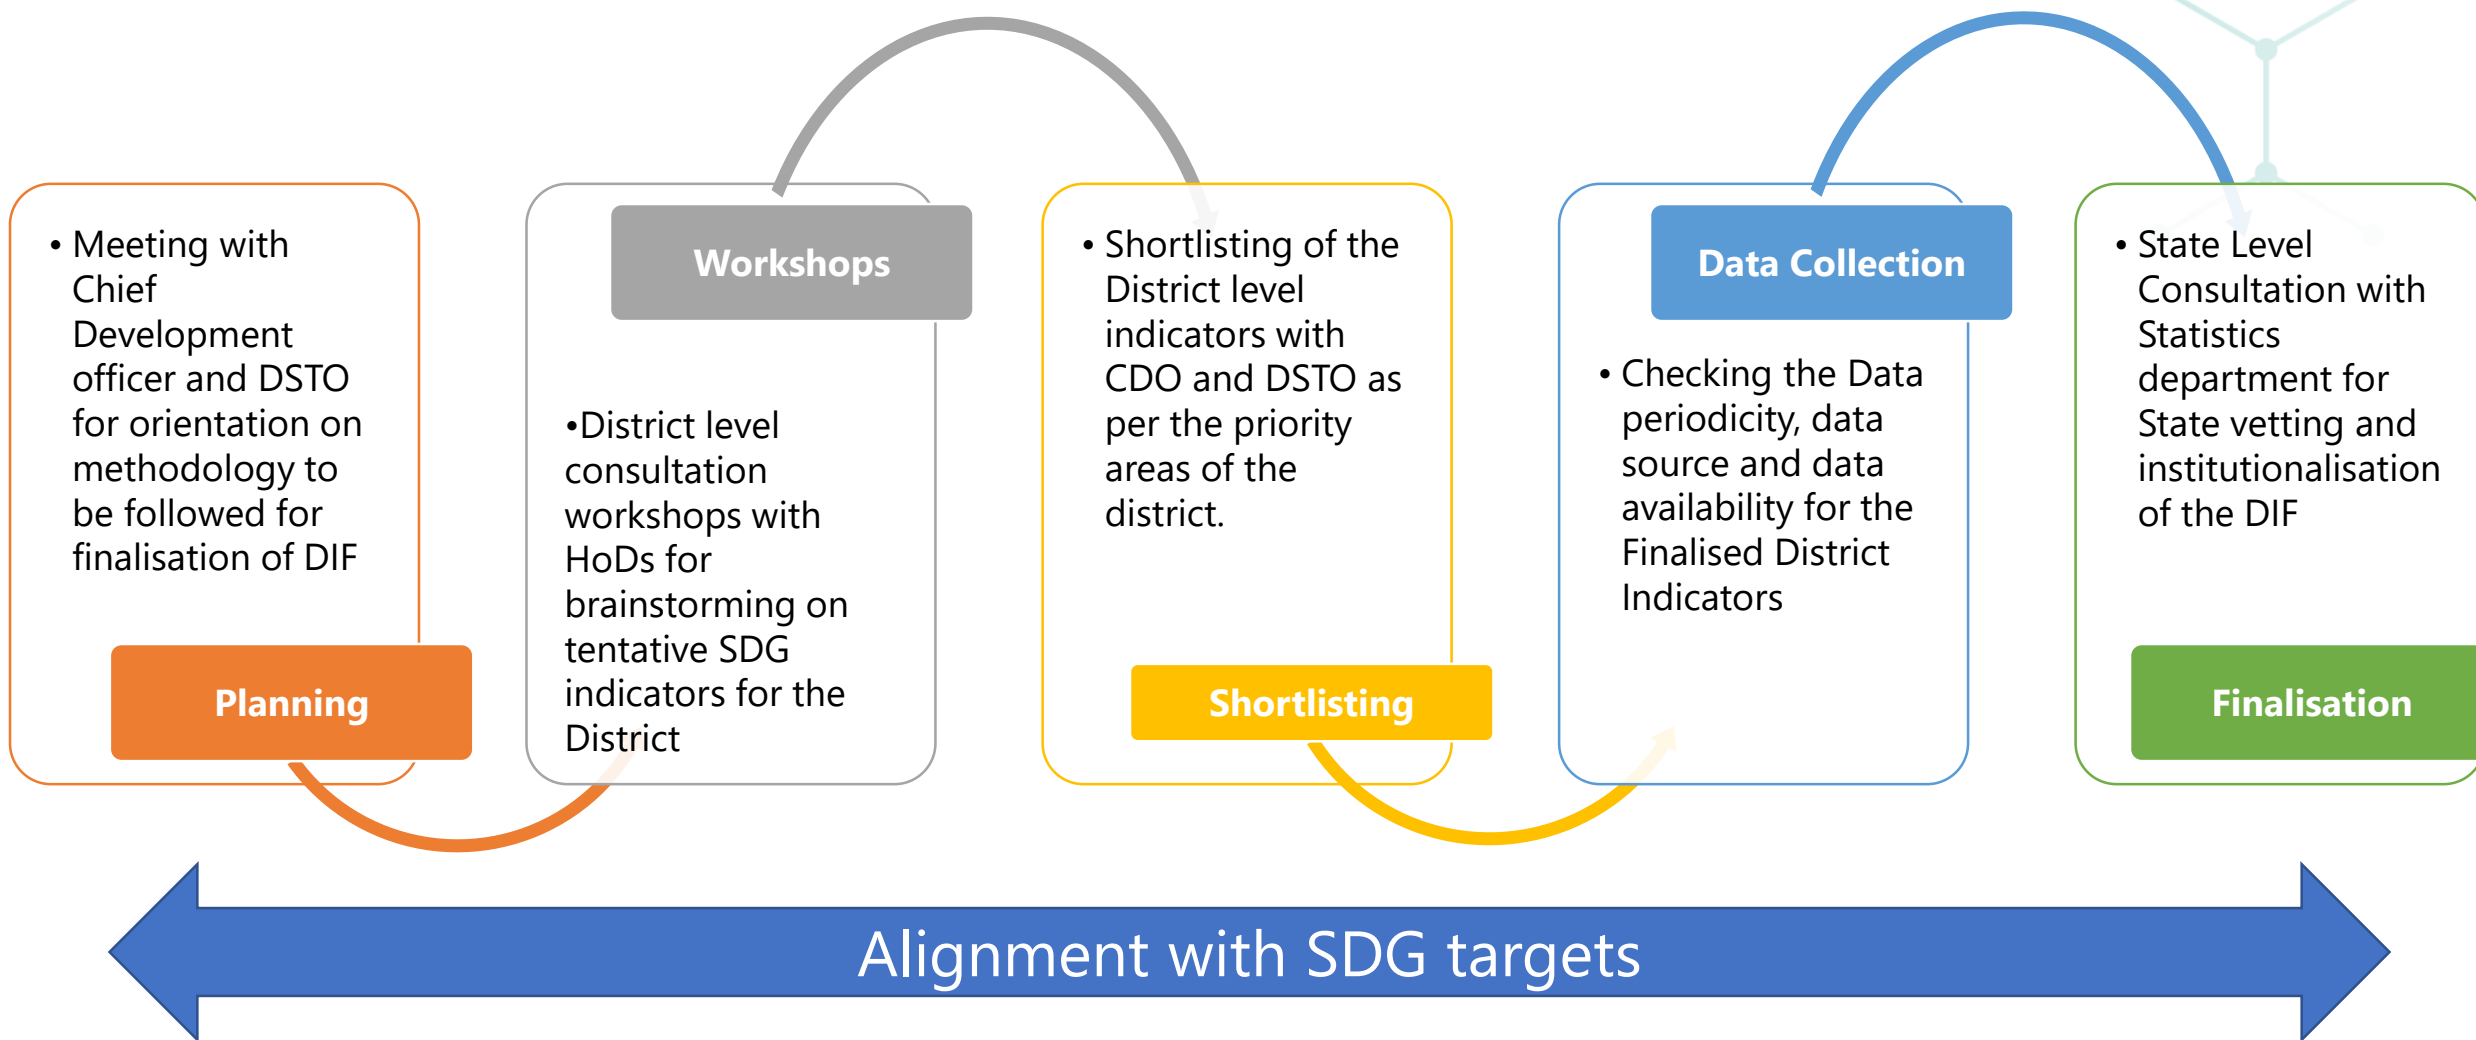 • Meeting with
Chief
Development
officer and DSTO
for orientation on
methodology to
be followed for
finalisation of DIF
Planning
Workshops
•District level
consultation
workshops with
HoDs for
brainstorming on
tentative SDG
indicators for the
District
• Shortlisting of the
District level
indicators with
CDO and DSTO as
per the priority
areas of the
district.
Shortlisting
Data Collection
• Checking the Data
periodicity, data
source and data
availability for the
Finalised District
Indicators
• State Level
Consultation with
Statistics
department for
State vetting and
institutionalisation
of the DIF
Finalisation
Alignment with SDG targets